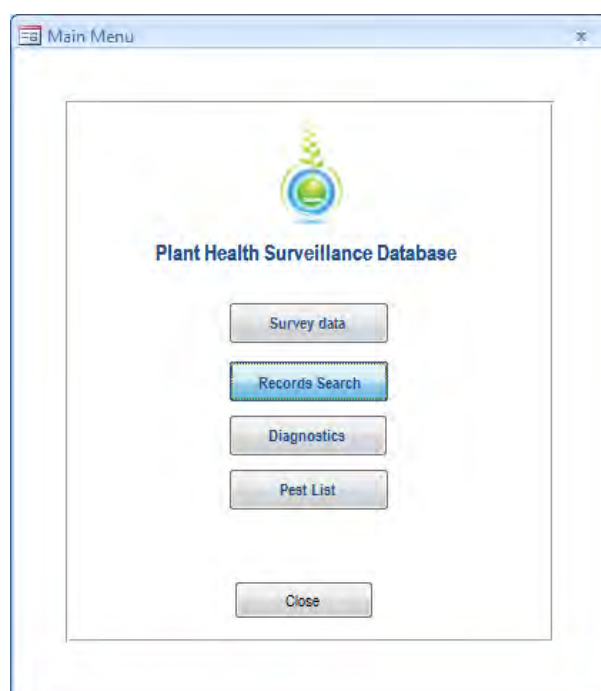 Main Menu
Plant Health Surveillance Database
Survey data
Records Search
Diagnostics
Pest List
Close